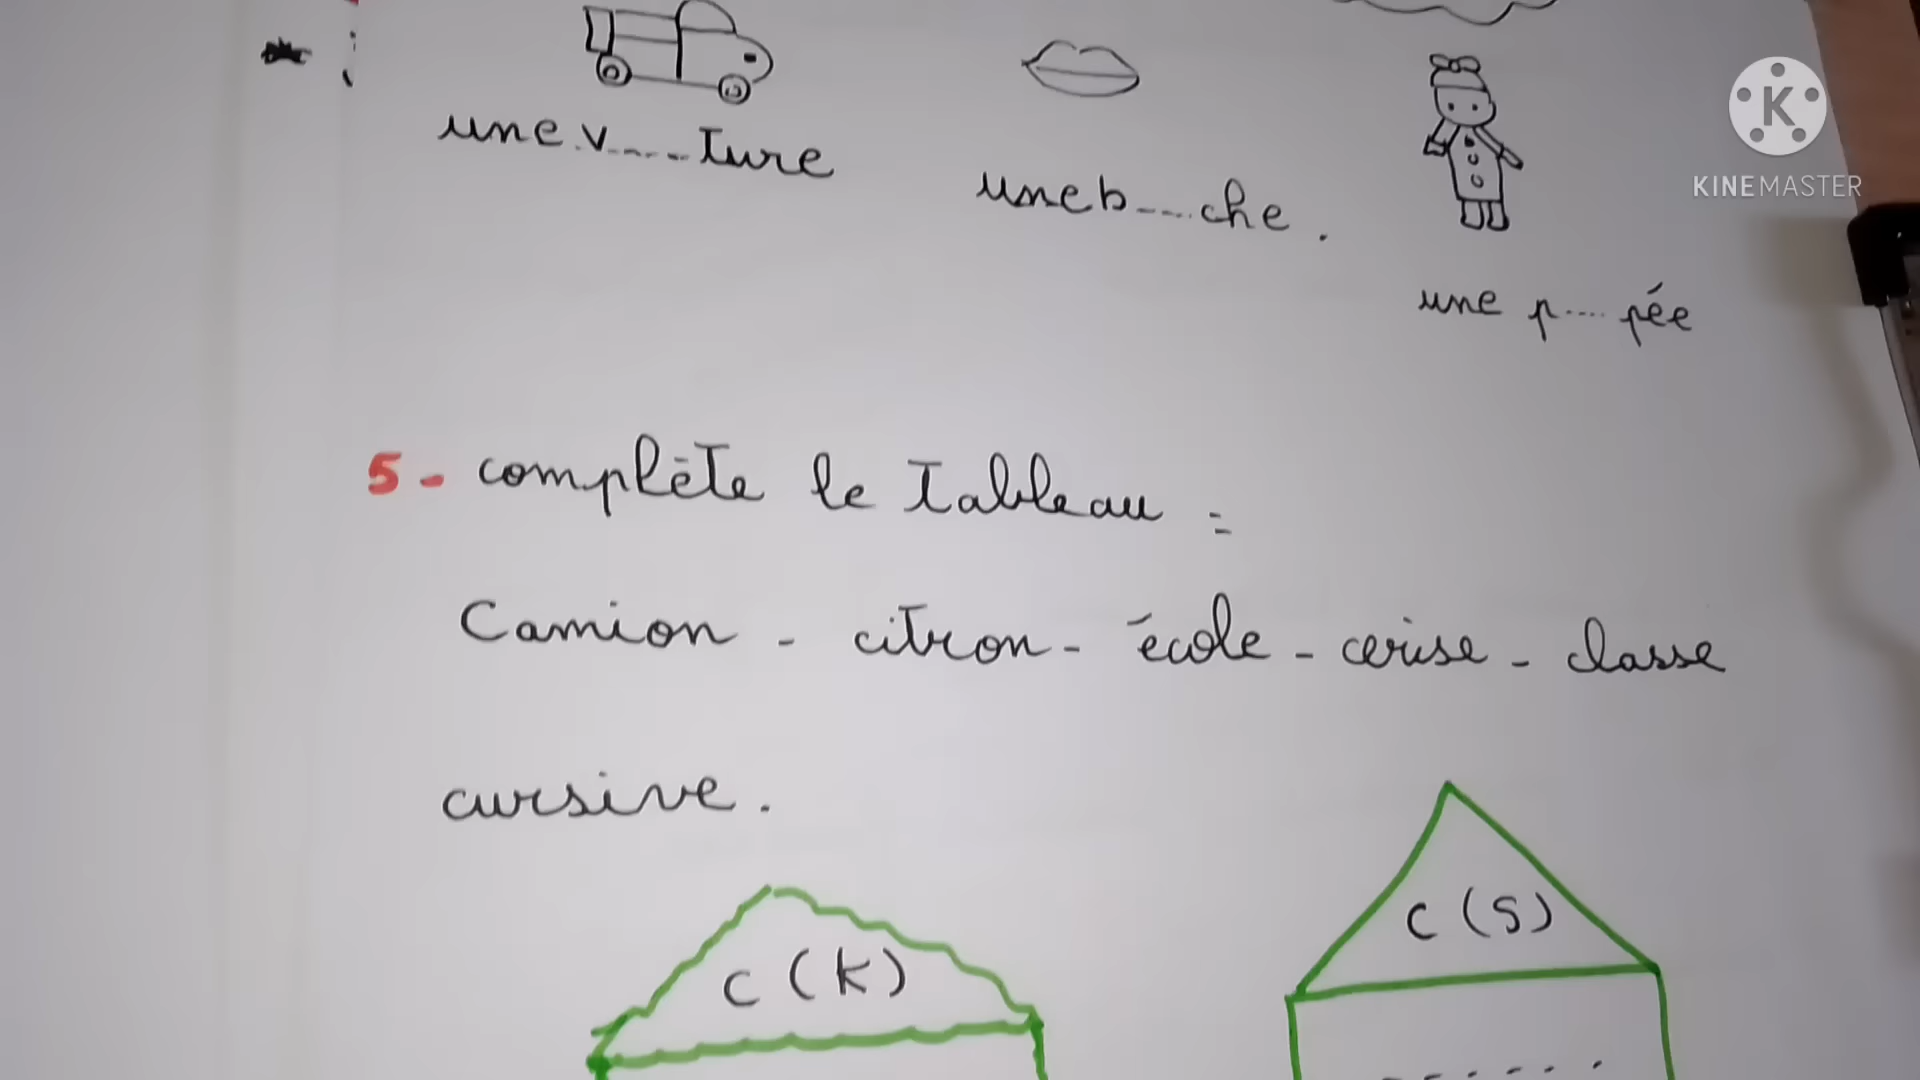 une v....ture
une b....che.
une p.... pée
5- complète le tableau :
Camion - citron - école - cerise - classe
cursive.
c (s)
c (k)
K
KINEMASTER